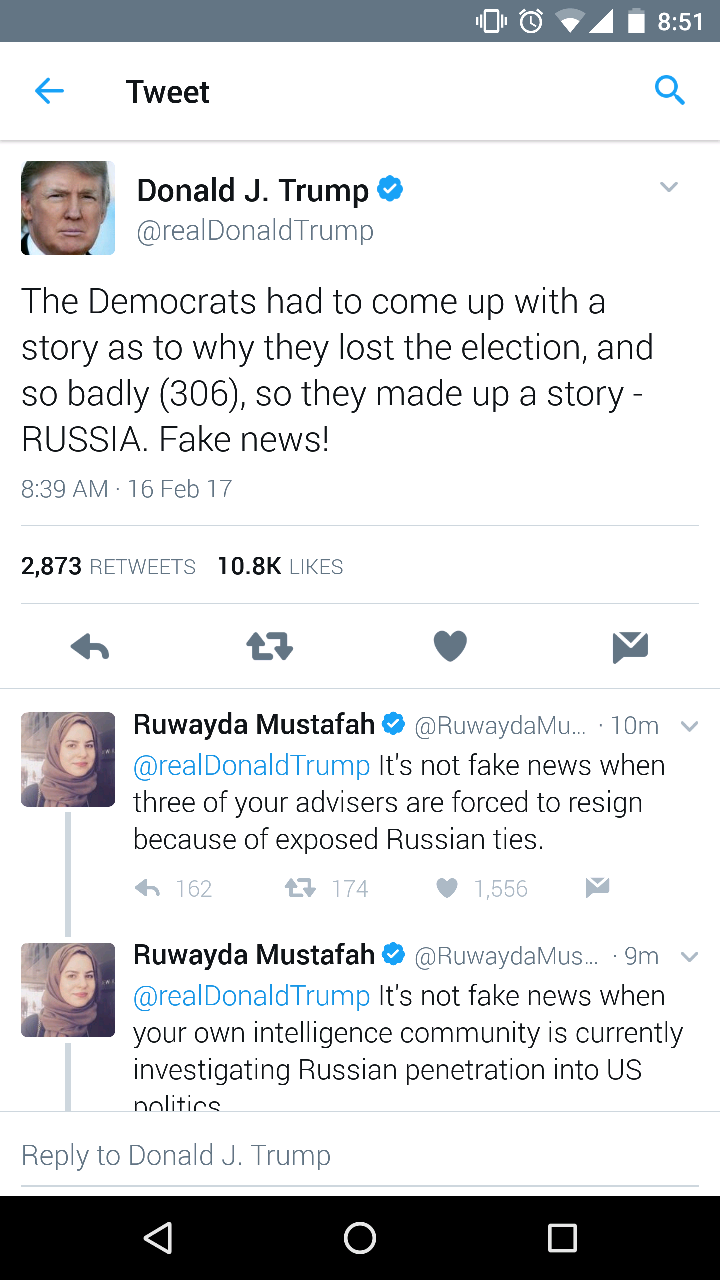 8:51
Tweet
Donald J. Trump
@realDonaldTrump
The Democrats had to come up with a
story as to why they lost the election, and
so badly (306), so they made up a story -
RUSSIA. Fake news!
8:39 AM · 16 Feb 17
2,873 RETWEETS 10.8K LIKES
Ruwayda Mustafah @RuwaydaMu... · 10m
@realDonaldTrump It's not fake news when
three of your advisers are forced to resign
because of exposed Russian ties.
162 174 1,556
Ruwayda Mustafah @RuwaydaMus... · 9m
@realDonaldTrump It's not fake news when
your own intelligence community is currently
investigating Russian penetration into US
politics
Reply to Donald J. Trump